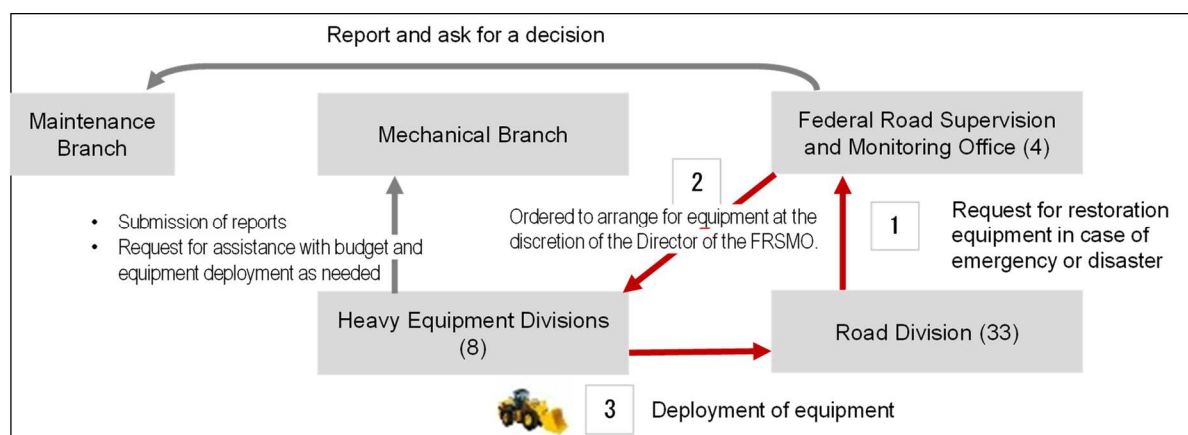 Report and ask for a decision
Maintenance
Branch
Mechanical Branch
Federal Road Supervision
and Monitoring Office (4)
2
• Submission of reports
• Request for assistance with budget and
equipment deployment as needed
Ordered to arrange for equipment at the
discretion of the Director of the FRSMO.
1
Request for restoration
equipment in case of
emergency or disaster
Heavy Equipment Divisions
(8)
Road Division (33)
3
Deployment of equipment